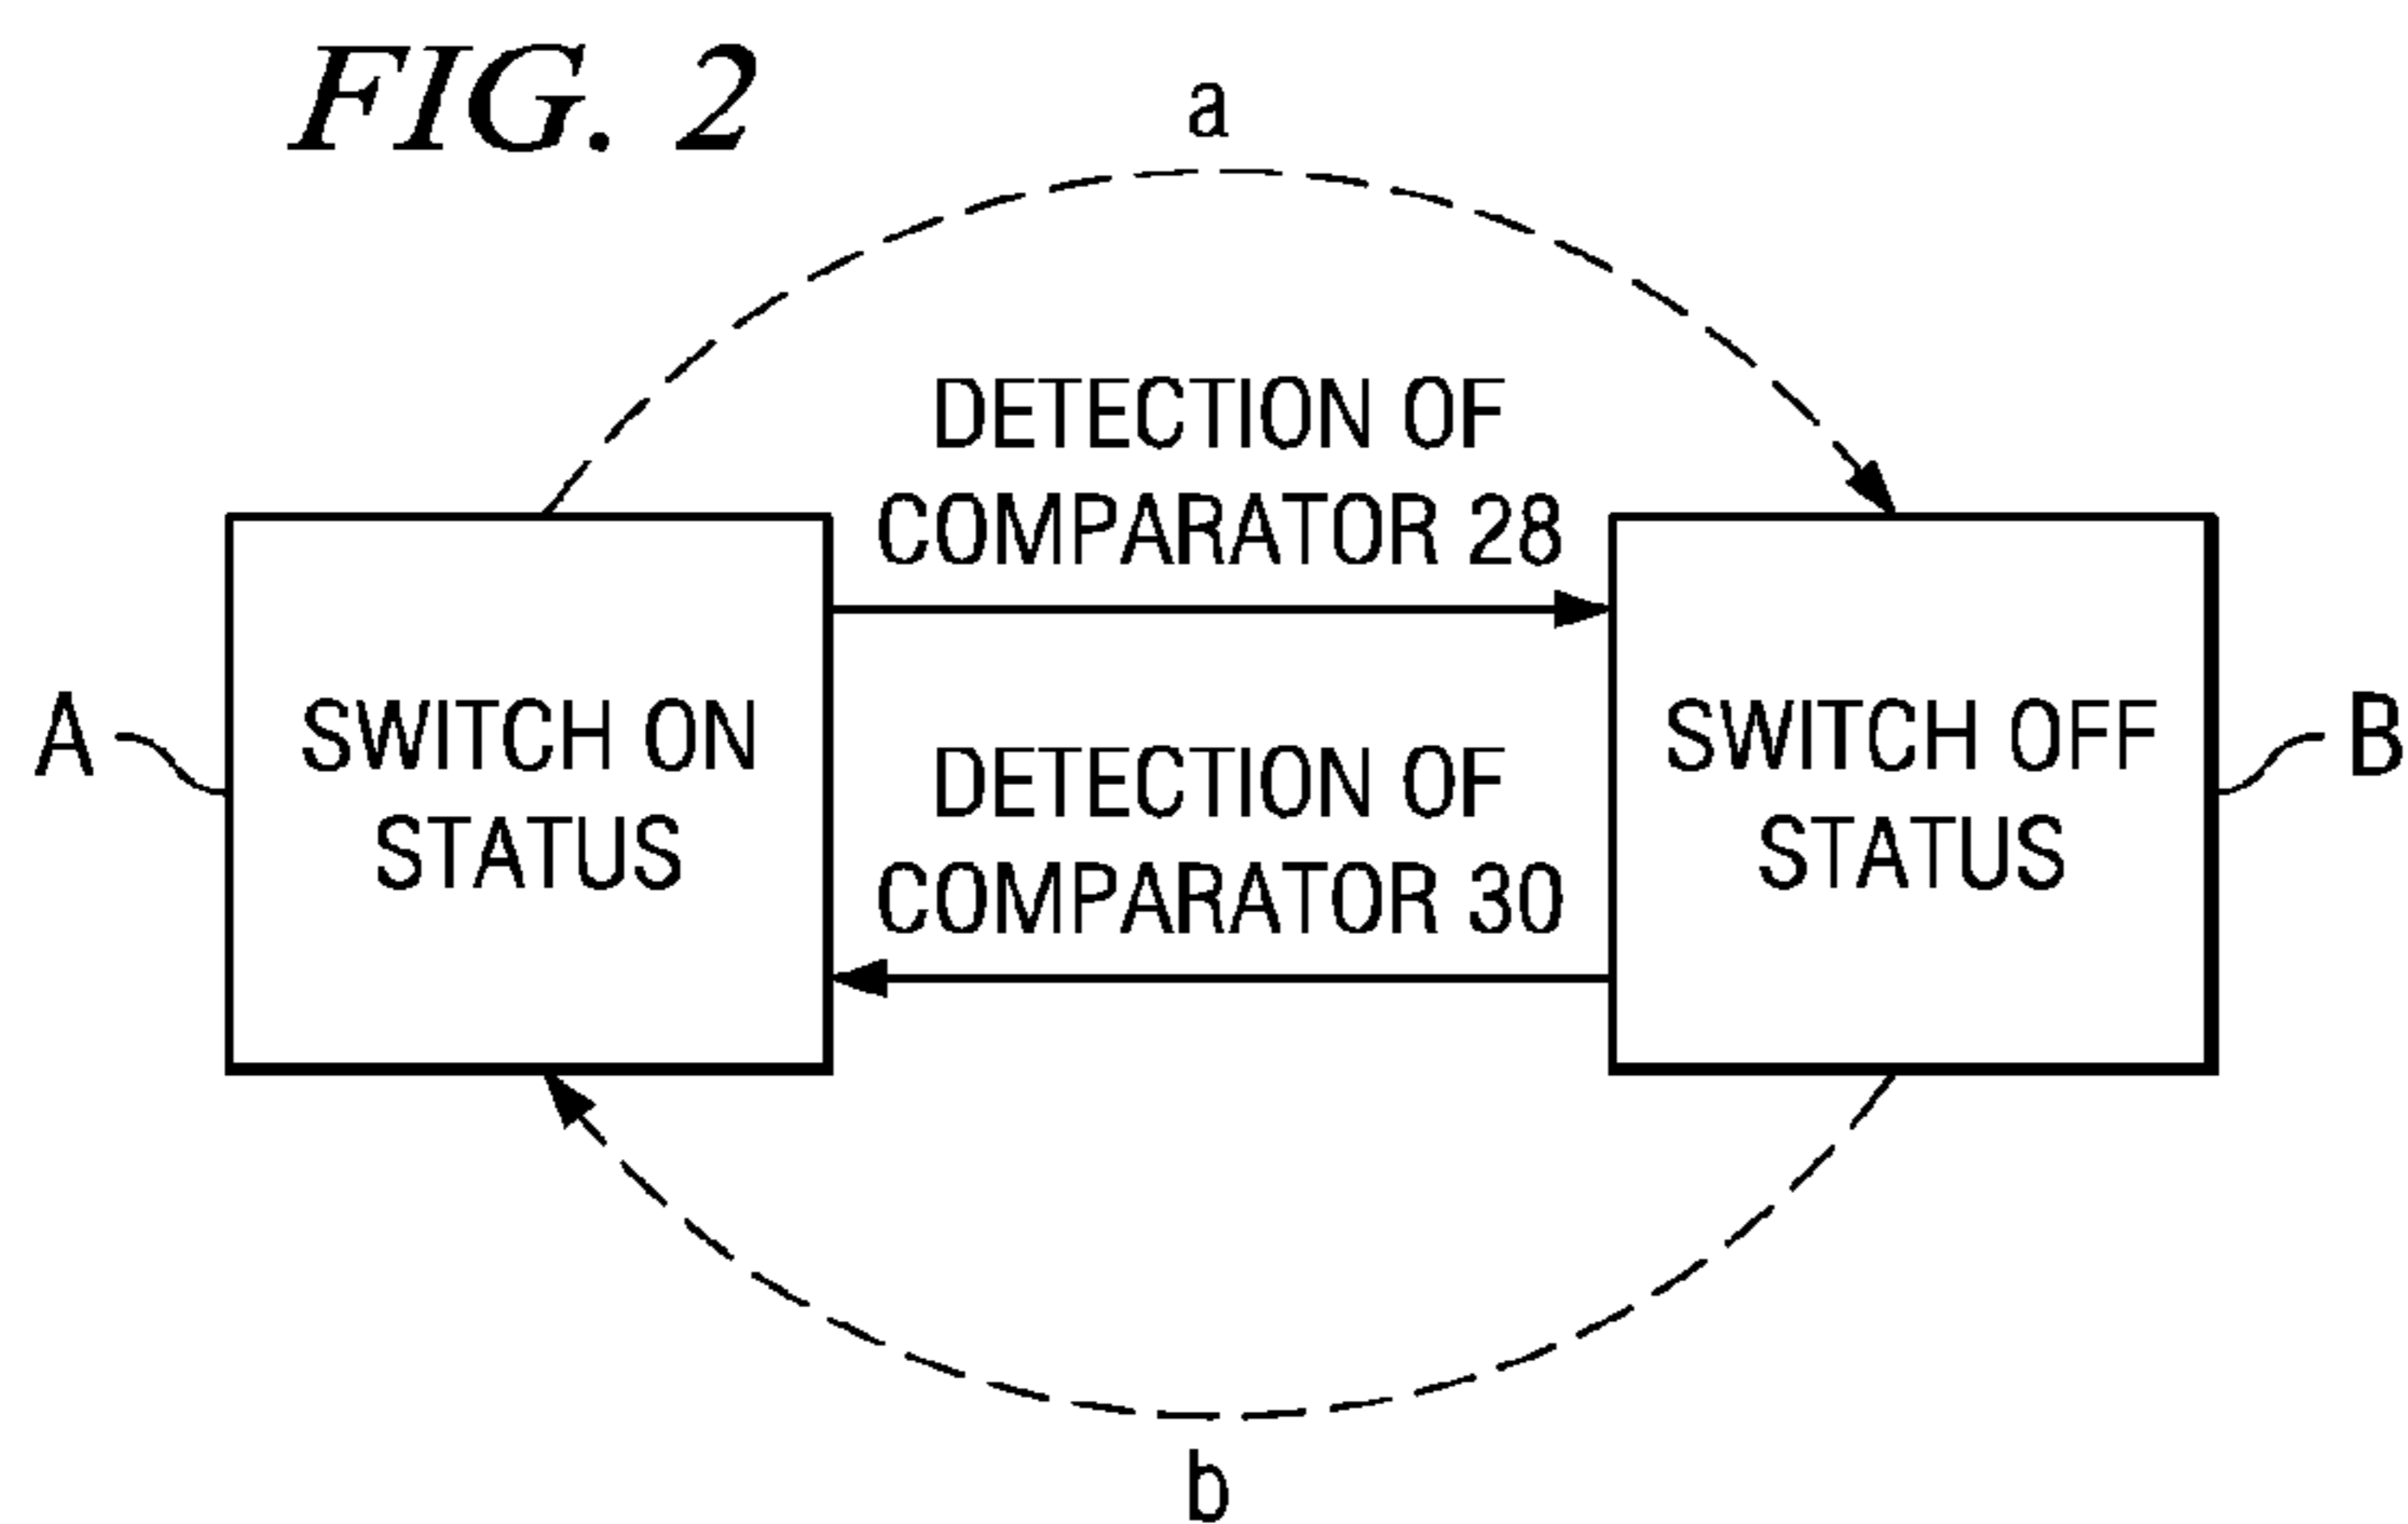 FIG. 2
a
DETECTION OF
COMPARATOR 28
A
SWITCH ON
STATUS
DETECTION OF
COMPARATOR 30
SWITCH OFF
STATUS
B
b